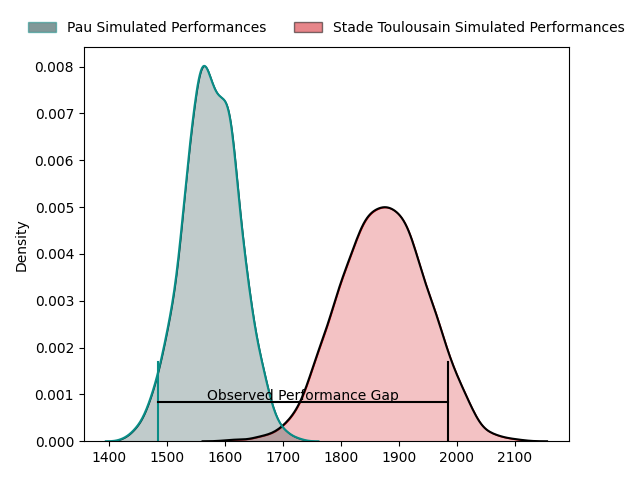 Pau Simulated Performances
Stade Toulousain Simulated Performances
0.008
0.007
0.006
0.005
0.004
0.003
0.002
0.001
0.000
Density
Observed Performance Gap
1400 1500 1600 1700 1800 1900 2000 2100